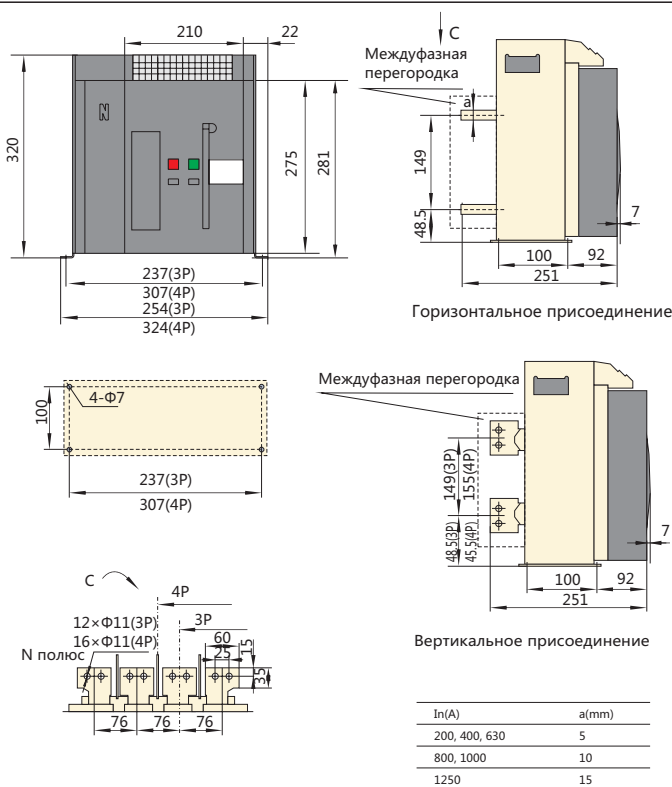 210
22
320
275
281
237(3P)
307(4P)
254(3P)
324(4P)
C
Междуфазная
перегородка
a
149
48.5
7
100
92
251
Горизонтальное присоединение
4-Ф7
100
237(3P)
307(4P)
Междуфазная перегородка
149(3P)
155(4P)
48.5(3P)
45.5(4P)
7
100
92
251
Вертикальное присоединение
C
4P
12×Ф11(3P)
3P
16×Ф11(4P)
60
N полюс
25
15
35
76
76
76
In(A) a(mm)
200, 400, 630 5
800, 1000 10
1250 15